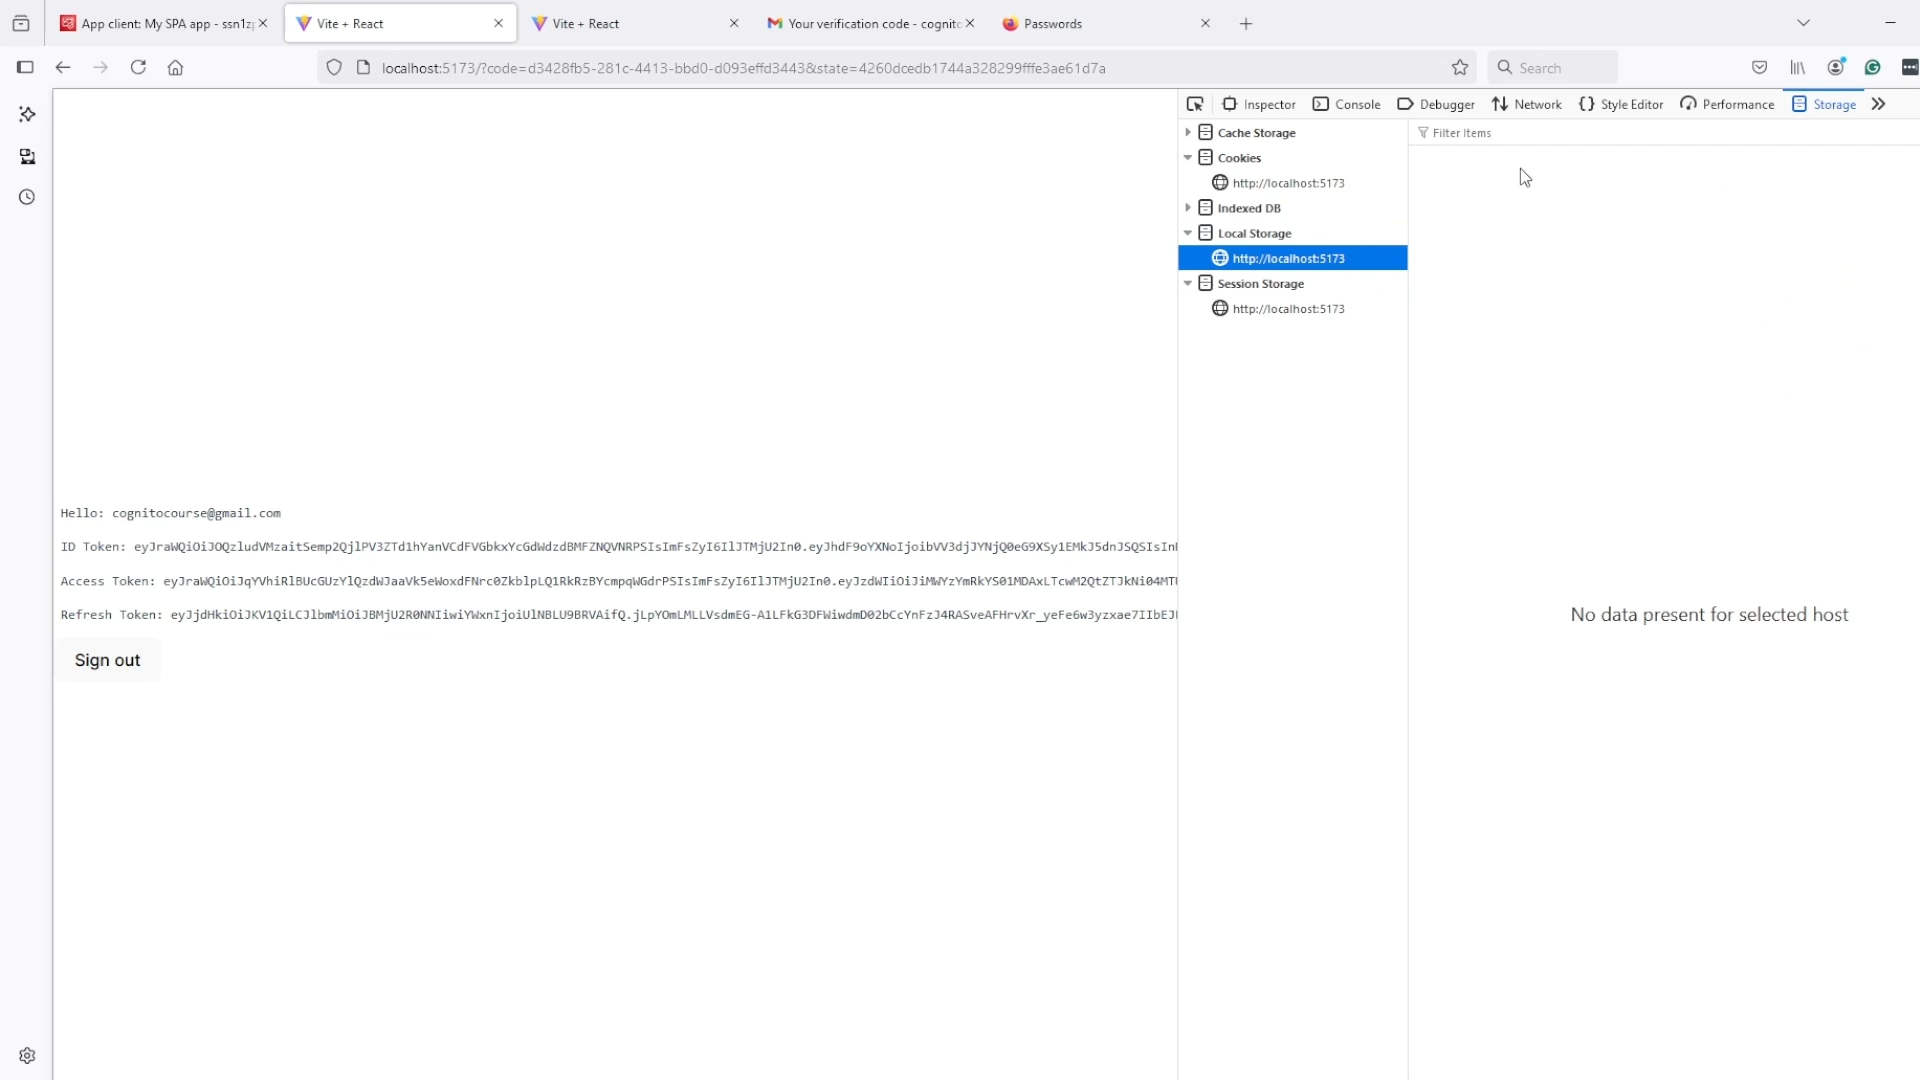 App client: My SPA app - ssn1z
Vite + React
Vite + React
Your verification code - cognito
Passwords
localhost:5173/?code=d3428fb5-281c-4413-bbd0-d093effd3443&state=4260dcedb1744a328299fffe3ae61d7a
Search
Inspector
Console
Debugger
Network
Style Editor
Performance
Storage
Cache Storage
Filter Items
Cookies
http://localhost:5173
Indexed DB
Local Storage
http://localhost:5173
Session Storage
http://localhost:5173
Hello: cognitocourse@gmail.com
ID Token:
Access Token:
Refresh Token:
No data present for selected host
Sign out